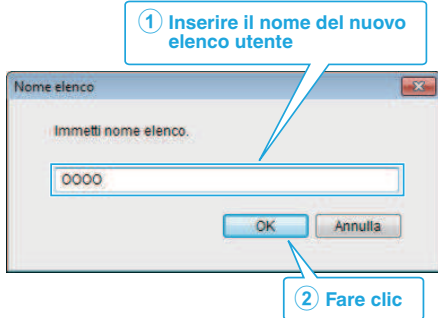 ① Inserire il nome del nuovo
elenco utente
Nome elenco
Immetti nome elenco.
OOOO
OK Annulla
② Fare clic